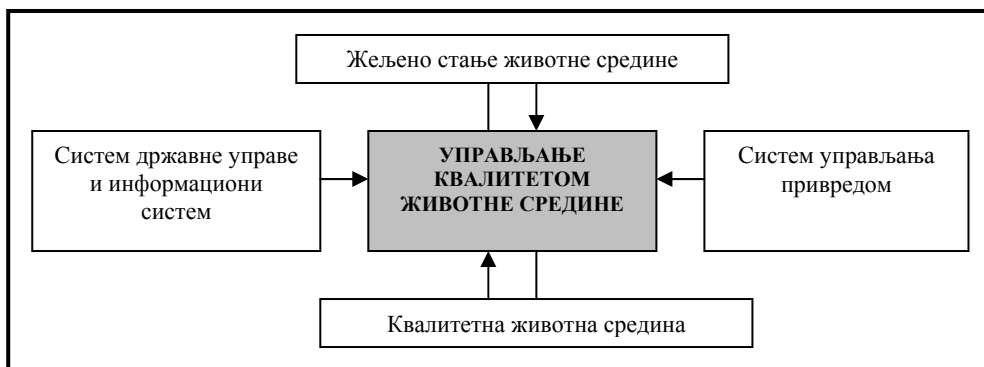 Жељено стање животне средине
Систем државне управе
и информациони
систем
УПРАВЉАЊЕ
КВАЛИТЕТОМ
ЖИВОТНЕ СРЕДИНЕ
Систем управљања
привредом
Квалитетна животна средина